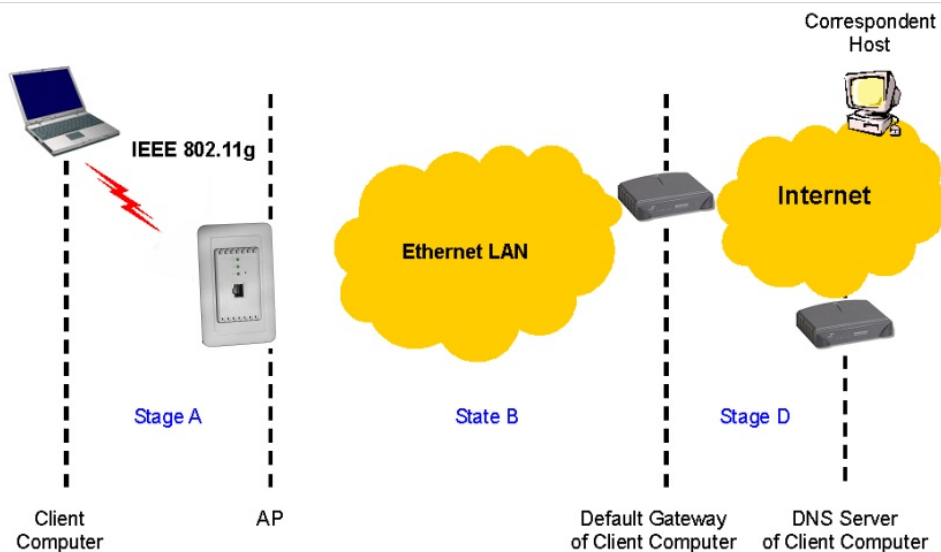 Correspondent
Host
IEEE 802.11g
Internet
Ethernet LAN
Stage A
State B
Stage D
Client
Computer
AP
Default Gateway
of Client Computer
DNS Server
of Client Computer